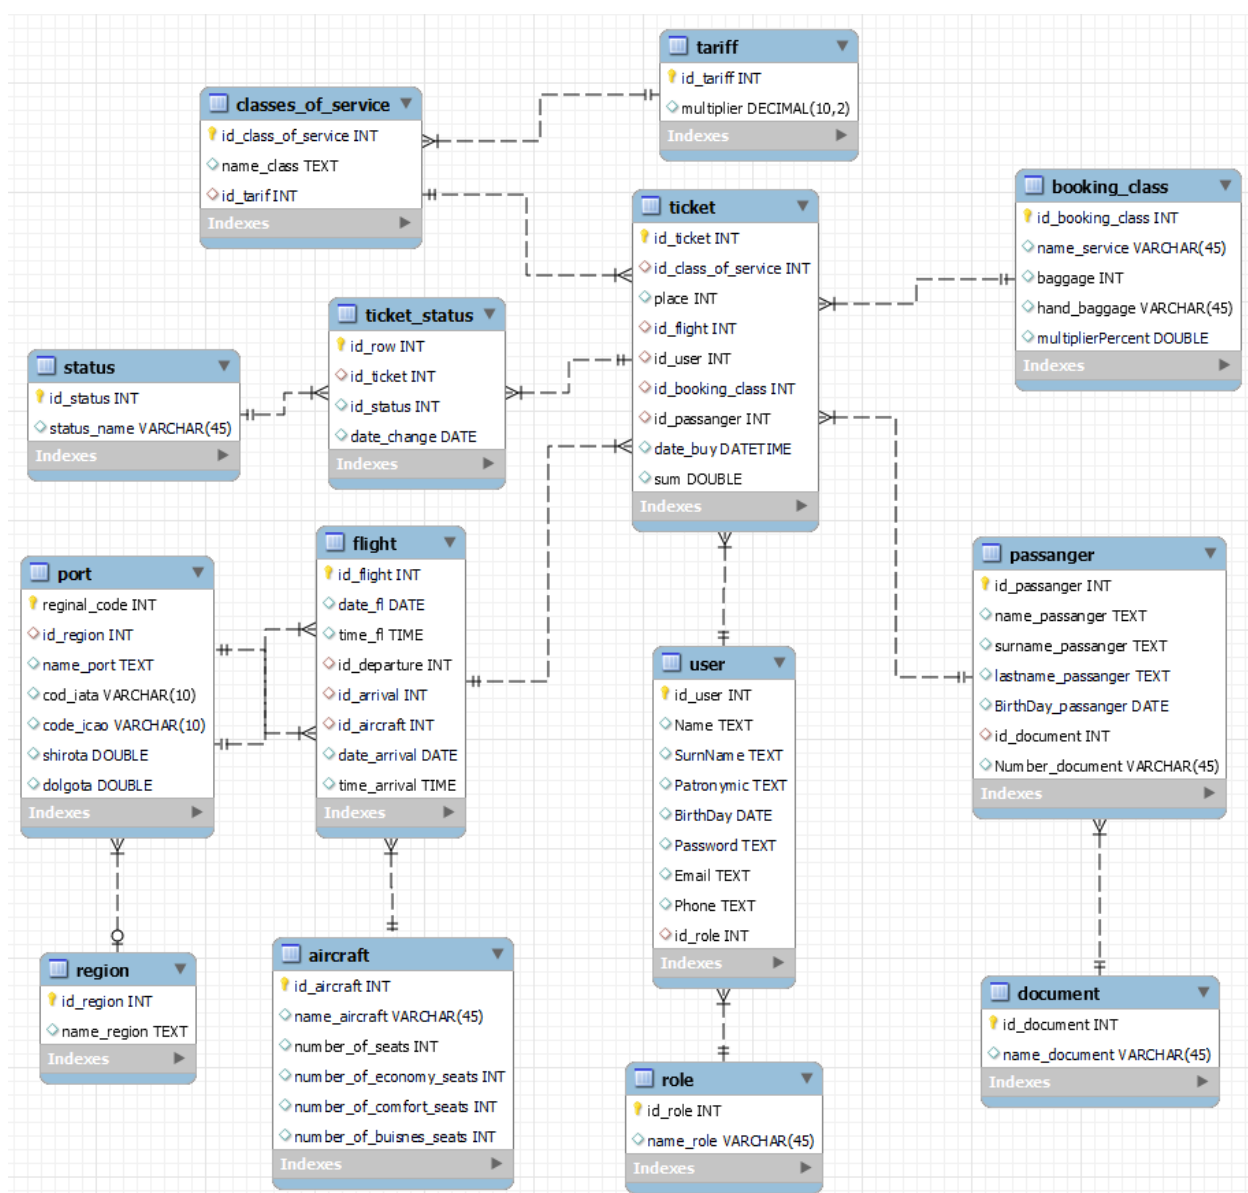 tariff
id_tariff INT
multiplier DECIMAL(10,2)
Indexes
classes_of_service
id_class_of_service INT
name_class TEXT
id_tarif INT
Indexes
booking_class
id_booking_class INT
name_service VARCHAR(45)
baggage INT
hand_baggage VARCHAR(45)
multiplierPercent DOUBLE
Indexes
ticket
id_ticket INT
id_class_of_service INT
place INT
id_flight INT
id_user INT
id_booking_class INT
id_passanger INT
date_buy DATETIME
sum DOUBLE
Indexes
ticket_status
id_row INT
id_ticket INT
id_status INT
date_change DATE
Indexes
status
id_status INT
status_name VARCHAR(45)
Indexes
flight
id_flight INT
date_fl DATE
time_fl TIME
id_departure INT
id_arrival INT
id_aircraft INT
date_arrival DATE
time_arrival TIME
Indexes
port
reginal_code INT
id_region INT
name_port TEXT
cod_iata VARCHAR(10)
code_icao VARCHAR(10)
shirota DOUBLE
dolgota DOUBLE
Indexes
passanger
id_passanger INT
name_passanger TEXT
surname_passanger TEXT
lastname_passanger TEXT
BirthDay_passanger DATE
id_document INT
Number_document VARCHAR(45)
Indexes
user
id_user INT
Name TEXT
SurnName TEXT
Patronymic TEXT
BirthDay DATE
Password TEXT
Email TEXT
Phone TEXT
id_role INT
Indexes
region
id_region INT
name_region TEXT
Indexes
aircraft
id_aircraft INT
name_aircraft VARCHAR(45)
number_of_seats INT
number_of_economy_seats INT
number_of_comfort_seats INT
number_of_buisnes_seats INT
Indexes
document
id_document INT
name_document VARCHAR(45)
Indexes
role
id_role INT
name_role VARCHAR(45)
Indexes